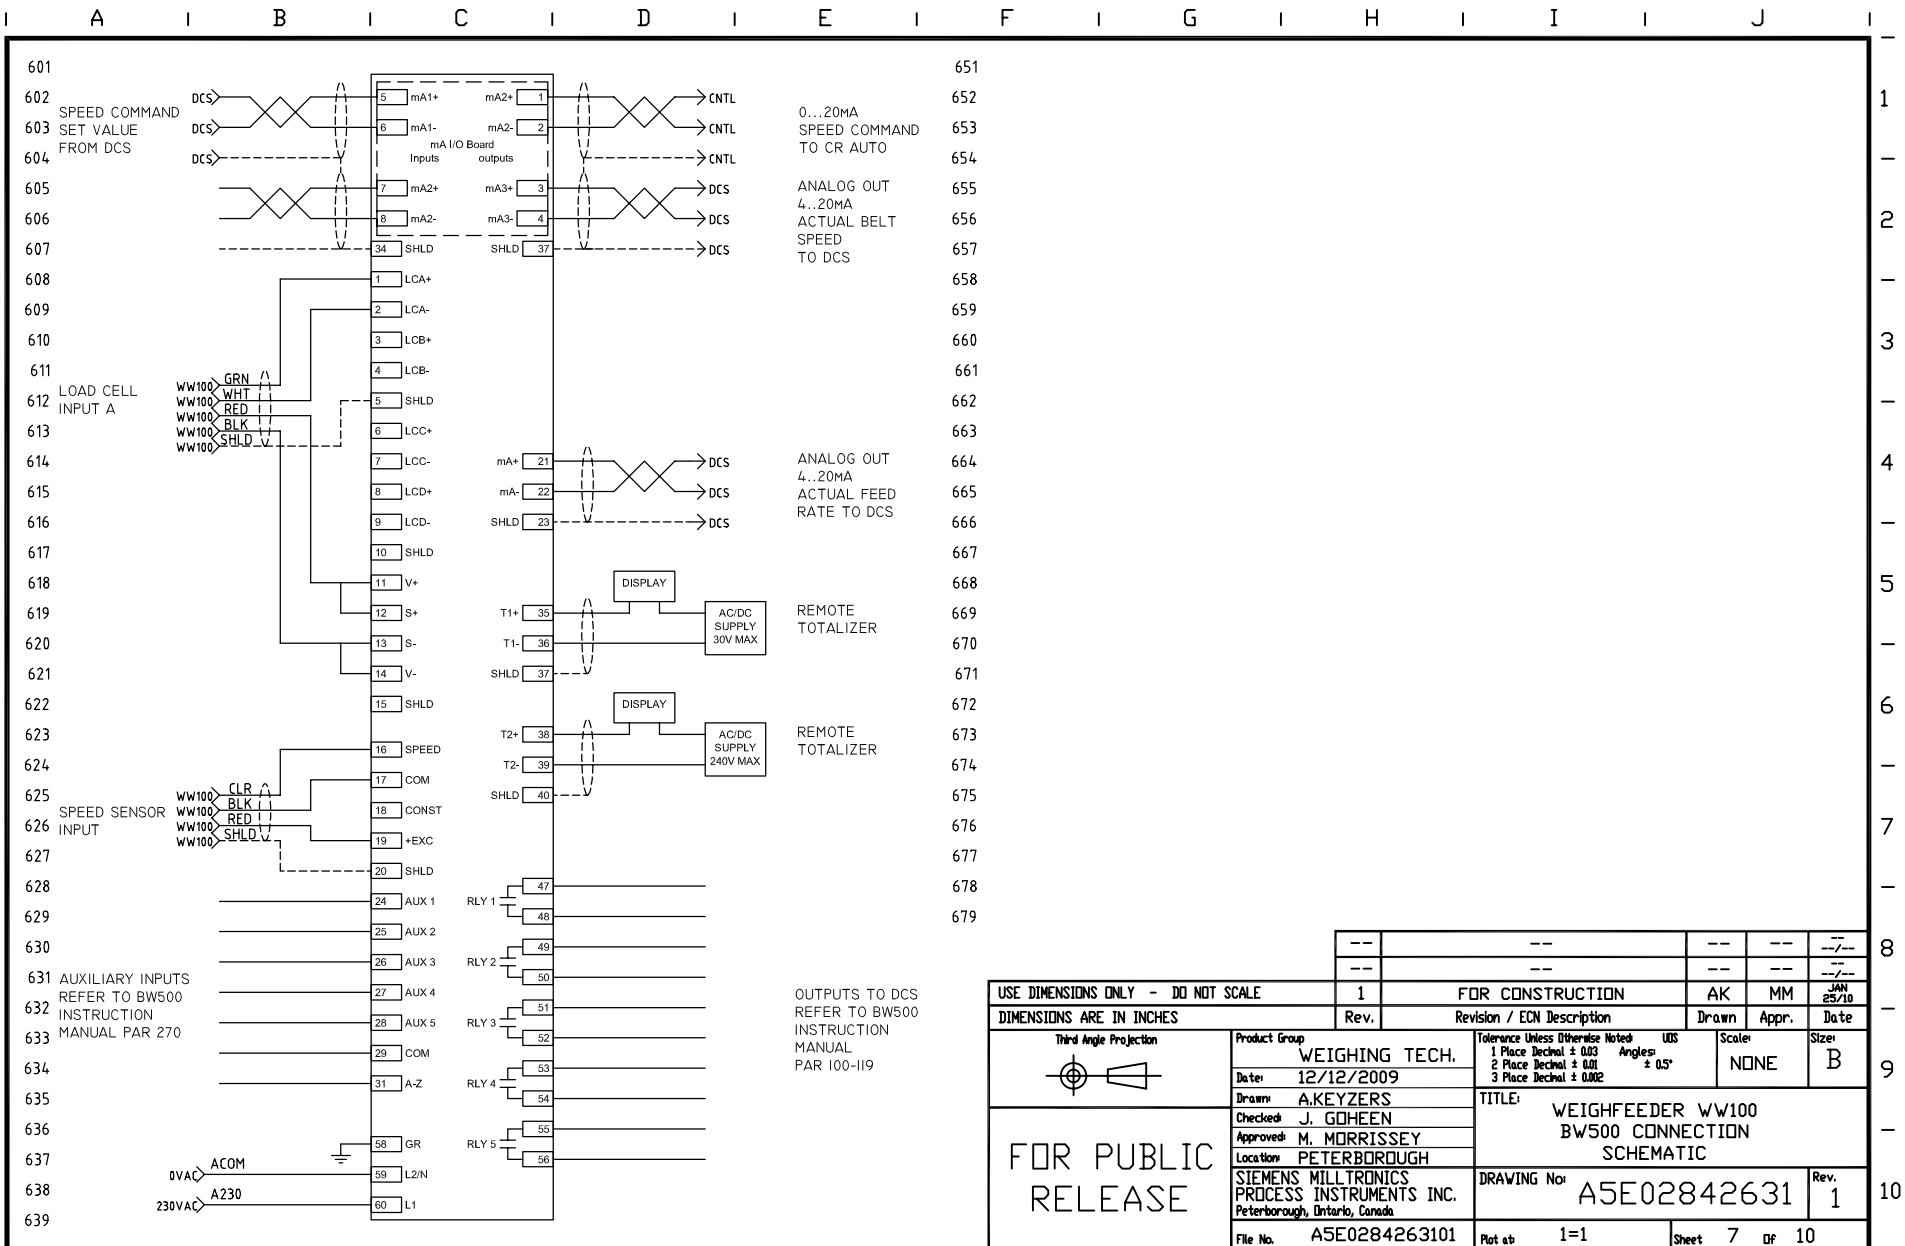 A B C D E F G H I J
601 651
602 652 1
603 653
604 654
605 655
606 656 2
607 657
608 658
609 659
610 660 3
611 661
612 662
613 663
614 664 4
615 665
616 666
617 667
618 668 5
619 669
620 670
621 671
622 672 6
623 673
624 674
625 675
626 676 7
627 677
628 678
629 679
630 8
631
632
633
634 9
635
636
637
638 10
639
SPEED COMMAND
SET VALUE
FROM DCS
DCS
DCS
DCS
LOAD CELL
INPUT A
WW100 GRN
WW100 WHT
WW100 RED
WW100 BLK
WW100 SHLD
SPEED SENSOR
INPUT
WW100 CLR
WW100 BLK
WW100 RED
WW100 SHLD
AUXILIARY INPUTS
REFER TO BW500
INSTRUCTION
MANUAL PAR 270
0VAC ACOM
230VAC A230
5 mA1+
6 mA1-
mA I/O Board
Inputs outputs
7 mA2+
8 mA2-
34 SHLD
1 LCA+
2 LCA-
3 LCB+
4 LCB-
5 SHLD
6 LCC+
7 LCC-
8 LCD+
9 LCD-
10 SHLD
11 V+
12 S+
13 S-
14 V-
15 SHLD
16 SPEED
17 COM
18 CONST
19 +EXC
20 SHLD
24 AUX 1
25 AUX 2
26 AUX 3
27 AUX 4
28 AUX 5
29 COM
31 A-Z
58 GR
59 L2/N
60 L1
mA2+ 1
mA2- 2
mA3+ 3
mA3- 4
SHLD 37
mA+ 21
mA- 22
SHLD 23
T1+ 35
T1- 36
SHLD 37
T2+ 38
T2- 39
SHLD 40
RLY 1 47
48
RLY 2 49
50
RLY 3 51
52
RLY 4 53
54
RLY 5 55
56
CNTL
CNTL
CNTL
DCS
DCS
DCS
0...20MA
SPEED COMMAND
TO CR AUTO
ANALOG OUT
4..20MA
ACTUAL BELT
SPEED
TO DCS
DCS
DCS
DCS
ANALOG OUT
4..20MA
ACTUAL FEED
RATE TO DCS
DISPLAY
AC/DC
SUPPLY
30V MAX
REMOTE
TOTALIZER
DISPLAY
AC/DC
SUPPLY
240V MAX
REMOTE
TOTALIZER
OUTPUTS TO DCS
REFER TO BW500
INSTRUCTION
MANUAL
PAR 100-119
-- -- -- -- -- --/--
-- -- -- -- -- --/--
USE DIMENSIONS ONLY - DO NOT SCALE 1 FOR CONSTRUCTION AK MM JAN 25/10
DIMENSIONS ARE IN INCHES Rev. Revision / ECN Description Drawn Appr. Date
Third Angle Projection
FOR PUBLIC
RELEASE
Product Group
WEIGHING TECH.
Date: 12/12/2009
Drawn: A.KEYZERS
Checked: J. GOHEEN
Approved: M. MORRISSEY
Location: PETERBOROUGH
SIEMENS MILLTRONICS
PROCESS INSTRUMENTS INC.
Peterborough, Ontario, Canada
File No. A5E0284263101
Tolerance Unless Otherwise Noted: UOS
1 Place Decimal ± 0.03 Angles:
2 Place Decimal ± 0.01 ± 0.5°
3 Place Decimal ± 0.002
Scale: NONE
Size: B
TITLE:
WEIGHFEEDER WW100
BW500 CONNECTION
SCHEMATIC
DRAWING No: A5E02842631
Rev. 1
Plot at: 1=1
Sheet 7 Of 10